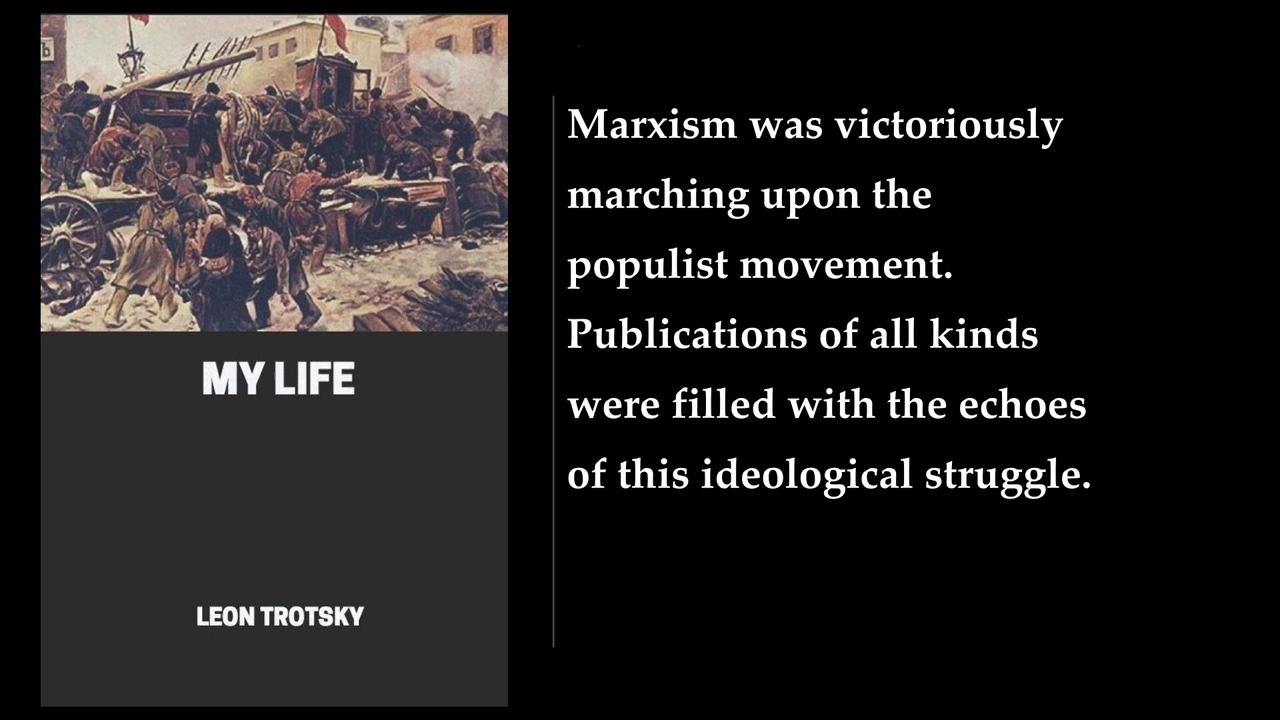 MY LIFE
LEON TROTSKY
Marxism was victoriously
marching upon the
populist movement.
Publications of all kinds
were filled with the echoes
of this ideological struggle.